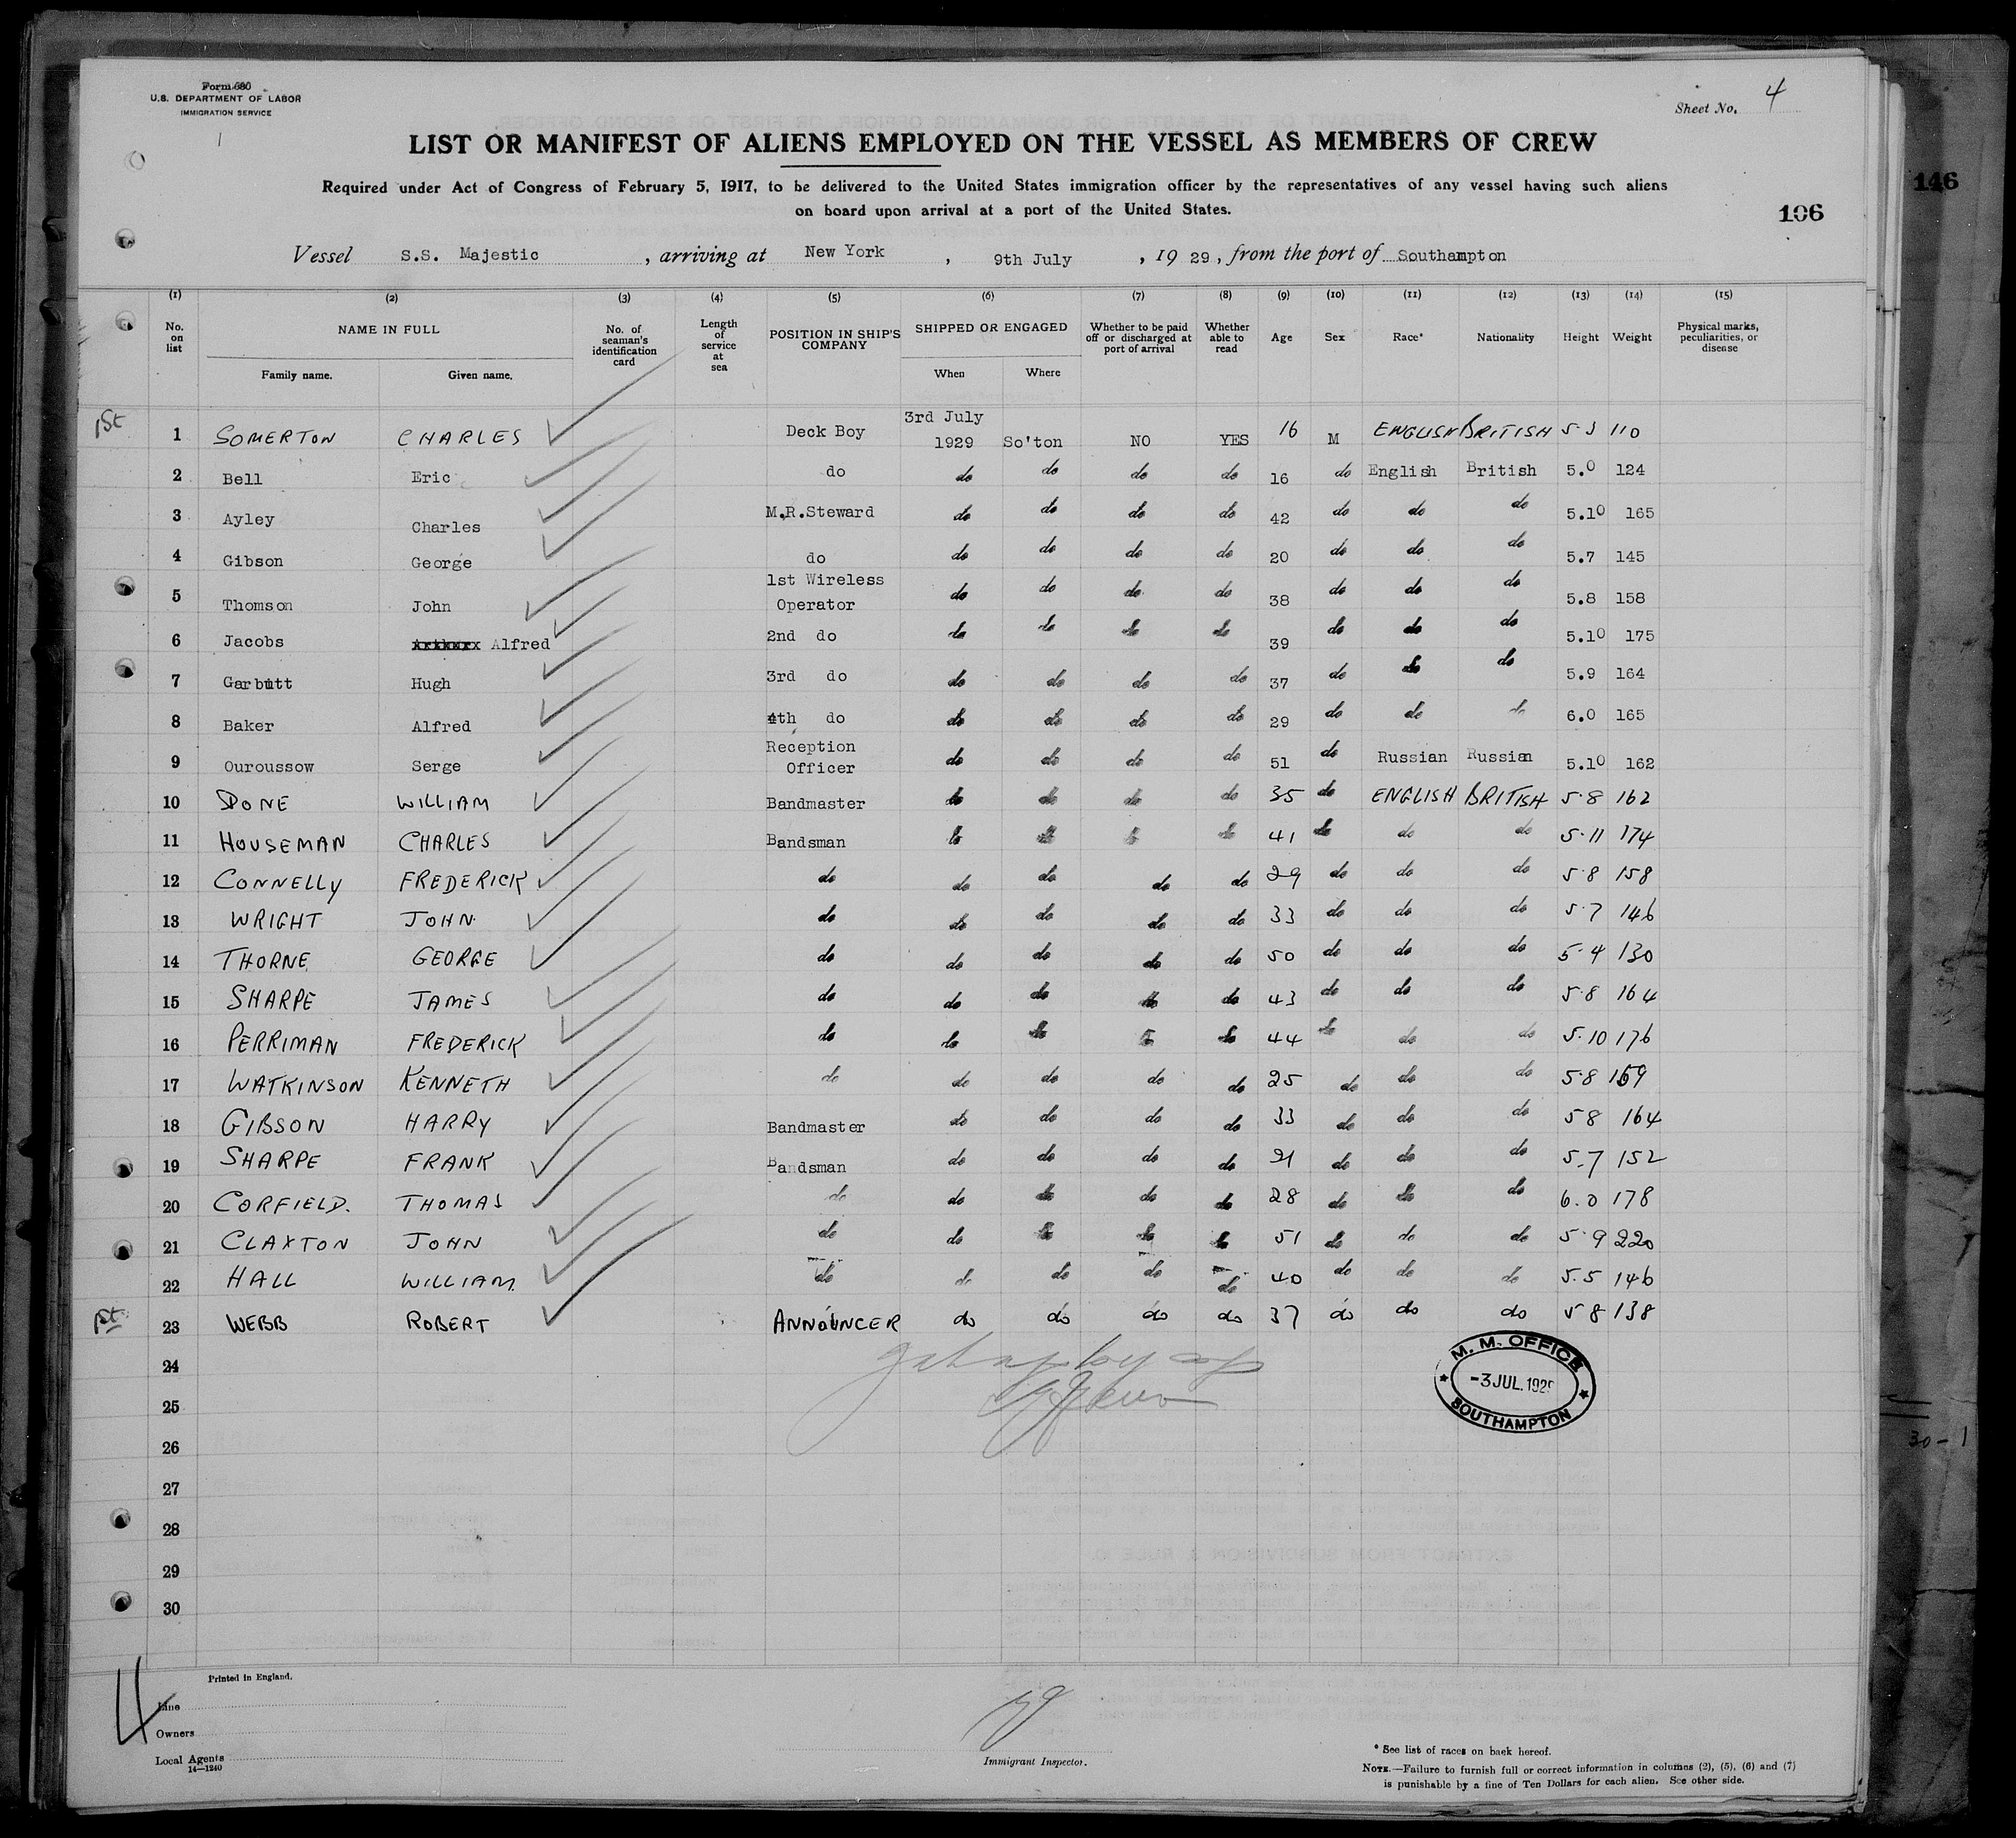 Form 680
U.S. DEPARTMENT OF LABOR
IMMIGRATION SERVICE
Sheet No. 4
LIST OR MANIFEST OF ALIENS EMPLOYED ON THE VESSEL AS MEMBERS OF CREW
Required under Act of Congress of February 5, 1917, to be delivered to the United States immigration officer by the representatives of any vessel having such aliens
on board upon arrival at a port of the United States.
146
106
Vessel S.S. Majestic, arriving at New York, 9th July, 1929, from the port of Southampton
(1) (2) (3) (4) (5) (6) (7) (8) (9) (10) (11) (12) (13) (14) (15)
No. on list NAME IN FULL Family name. Given name. No. of seaman's identification card Length of service at sea POSITION IN SHIP'S COMPANY SHIPPED OR ENGAGED When Where Whether to be paid off or discharged at port of arrival Whether able to read Age Sex Race* Nationality Height Weight Physical marks, peculiarities, or disease
1st 1 SOMERTON CHARLES Deck Boy 3rd July 1929 So'ton NO YES 16 M ENGLISH BRITISH 5.3 110
2 Bell Eric do do do do do 16 do English British 5.0 124
3 Ayley Charles M.R.Steward do do do do 42 do do do 5.10 165
4 Gibson George do do do do do 20 do do do 5.7 145
5 Thomson John 1st Wireless Operator do do do do 38 do do do 5.8 158
6 Jacobs Alfred 2nd do do do do do 39 do do do 5.10 175
7 Garbutt Hugh 3rd do do do do do 37 do do do 5.9 164
8 Baker Alfred 4th do do do do do 29 do do do 6.0 165
9 Ouroussow Serge Reception Officer do do do do 51 do Russian Russian 5.10 162
10 DONE WILLIAM Bandmaster do do do do 35 do ENGLISH BRITISH 5.8 162
11 HOUSEMAN CHARLES Bandsman do do do do 41 do do do 5.11 174
12 CONNELLY FREDERICK do do do do do 29 do do do 5.8 158
13 WRIGHT JOHN do do do do do 33 do do do 5.7 146
14 THORNE GEORGE do do do do do 50 do do do 5.4 130
15 SHARPE JAMES do do do do do 43 do do do 5.8 164
16 PERRIMAN FREDERICK do do do do do 44 do do do 5.10 176
17 WATKINSON KENNETH do do do do do 25 do do do 5.8 169
18 GIBSON HARRY Bandmaster do do do do 33 do do do 5 8 164
19 SHARPE FRANK Bandsman do do do do 21 do do do 5.7 152
20 CORFIELD. THOMAS do do do do do 28 do do do 6.0 178
21 CLAXTON JOHN do do do do do 51 do do do 5.9 220
22 HALL WILLIAM. do do do do do 40 do do do 5.5 146
1st 23 WEBB ROBERT ANNOUNCER do do do do 37 do do do 5 8 138
24
25
26
27
28
29
30
M. M. OFFICE
-3 JUL. 1929
SOUTHAMPTON
30-1
Printed in England.
4
Line
Owners
Local Agents
14—1240
Immigrant Inspector.
* See list of races on back hereof.
NOTE.—Failure to furnish full or correct information in columns (2), (5), (6) and (7)
is punishable by a fine of Ten Dollars for each alien. See other side.